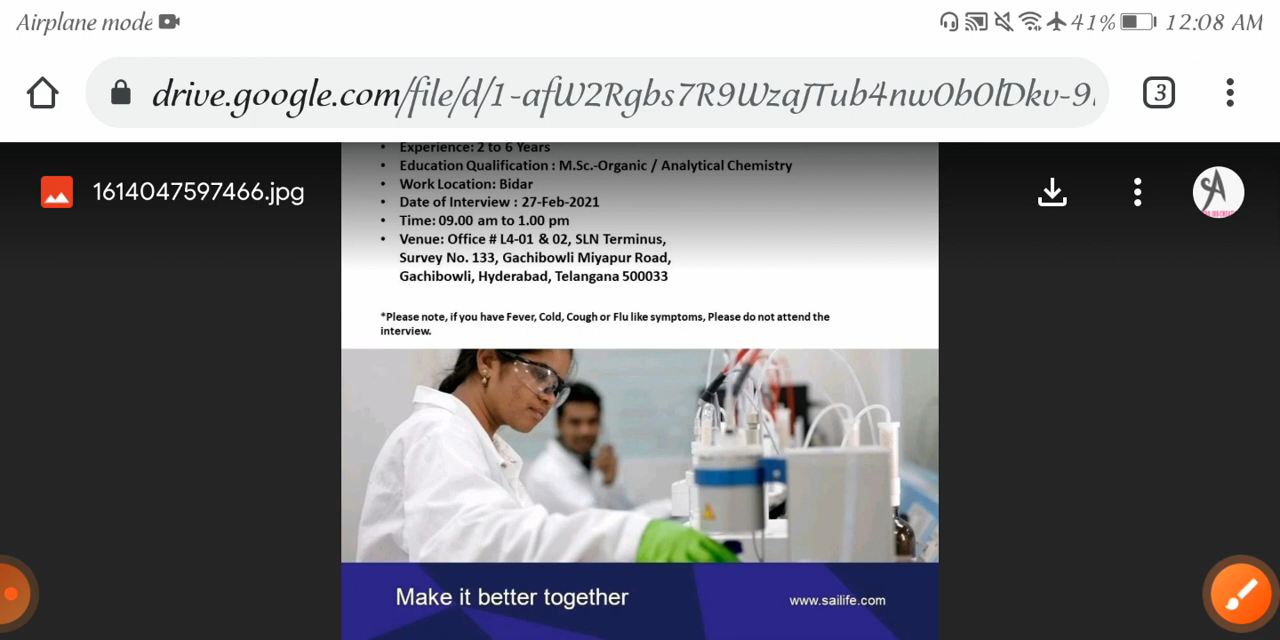 Airplane mode
41% 12:08 AM
drive.google.com/file/d/1-afW2Rgbs7R9WzaJTub4nw0b0lDkv-9
3
• Experience: 2 to 6 Years
1614047597466.jpg
• Education Qualification : M.Sc.-Organic / Analytical Chemistry
• Work Location: Bidar
• Date of Interview : 27-Feb-2021
• Time: 09.00 am to 1.00 pm
• Venue: Office # L4-01 & 02, SLN Terminus,
Survey No. 133, Gachibowli Miyapur Road,
Gachibowli, Hyderabad, Telangana 500033
*Please note, if you have Fever, Cold, Cough or Flu like symptoms, Please do not attend the
interview.
Make it better together
www.sailife.com